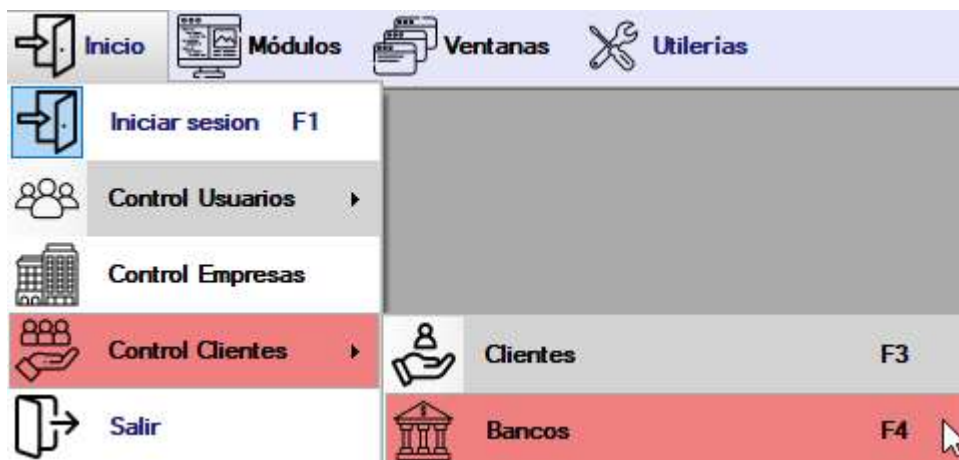 Inicio Módulos Ventanas Utilerias
Iniciar sesion F1
Control Usuarios
Control Empresas
Control Clientes
Clientes F3
Salir
Bancos F4